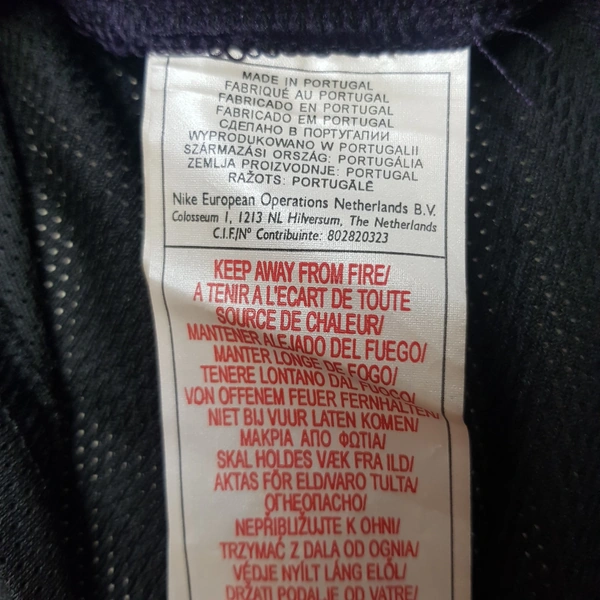 MADE IN PORTUGAL
FABRIQUÉ AU PORTUGAL
FABRICADO EN PORTUGAL
FABRICADO EM PORTUGAL
СДЕЛАНО В ПОРТУГАЛИИ
WYPRODUKOWANO W PORTUGALII
SZÁRMAZÁSI ORSZÁG: PORTUGÁLIA
ZEMLJA PROIZVODNJE: PORTUGAL
RAŽOTS: PORTUGĀLĒ
Nike European Operations Netherlands B.V.
Colosseum 1, 1213 NL Hilversum, The Netherlands
C.I.F./N° Contribuinte: 802820323
KEEP AWAY FROM FIRE/
A TENIR A L'ECART DE TOUTE
SOURCE DE CHALEUR/
MANTENER ALEJADO DEL FUEGO/
MANTER LONGE DE FOGO/
TENERE LONTANO DAL FUOCO/
VON OFFENEM FEUER FERNHALTEN/
NIET BIJ VUUR LATEN KOMEN/
ΜΑΚΡΙΑ ΑΠΟ ΦΩΤΙΑ/
SKAL HOLDES VÆK FRA ILD/
AKTAS FÖR ELD/VARO TULTA/
ОГНЕОПАСНО/
NEPŘIBLIŽUJTE K OHNI/
TRZYMAĆ Z DALA OD OGNIA/
VÉDJE NYÍLT LÁNG ELŐL/
DRŽATI PODALJE OD VATRE/